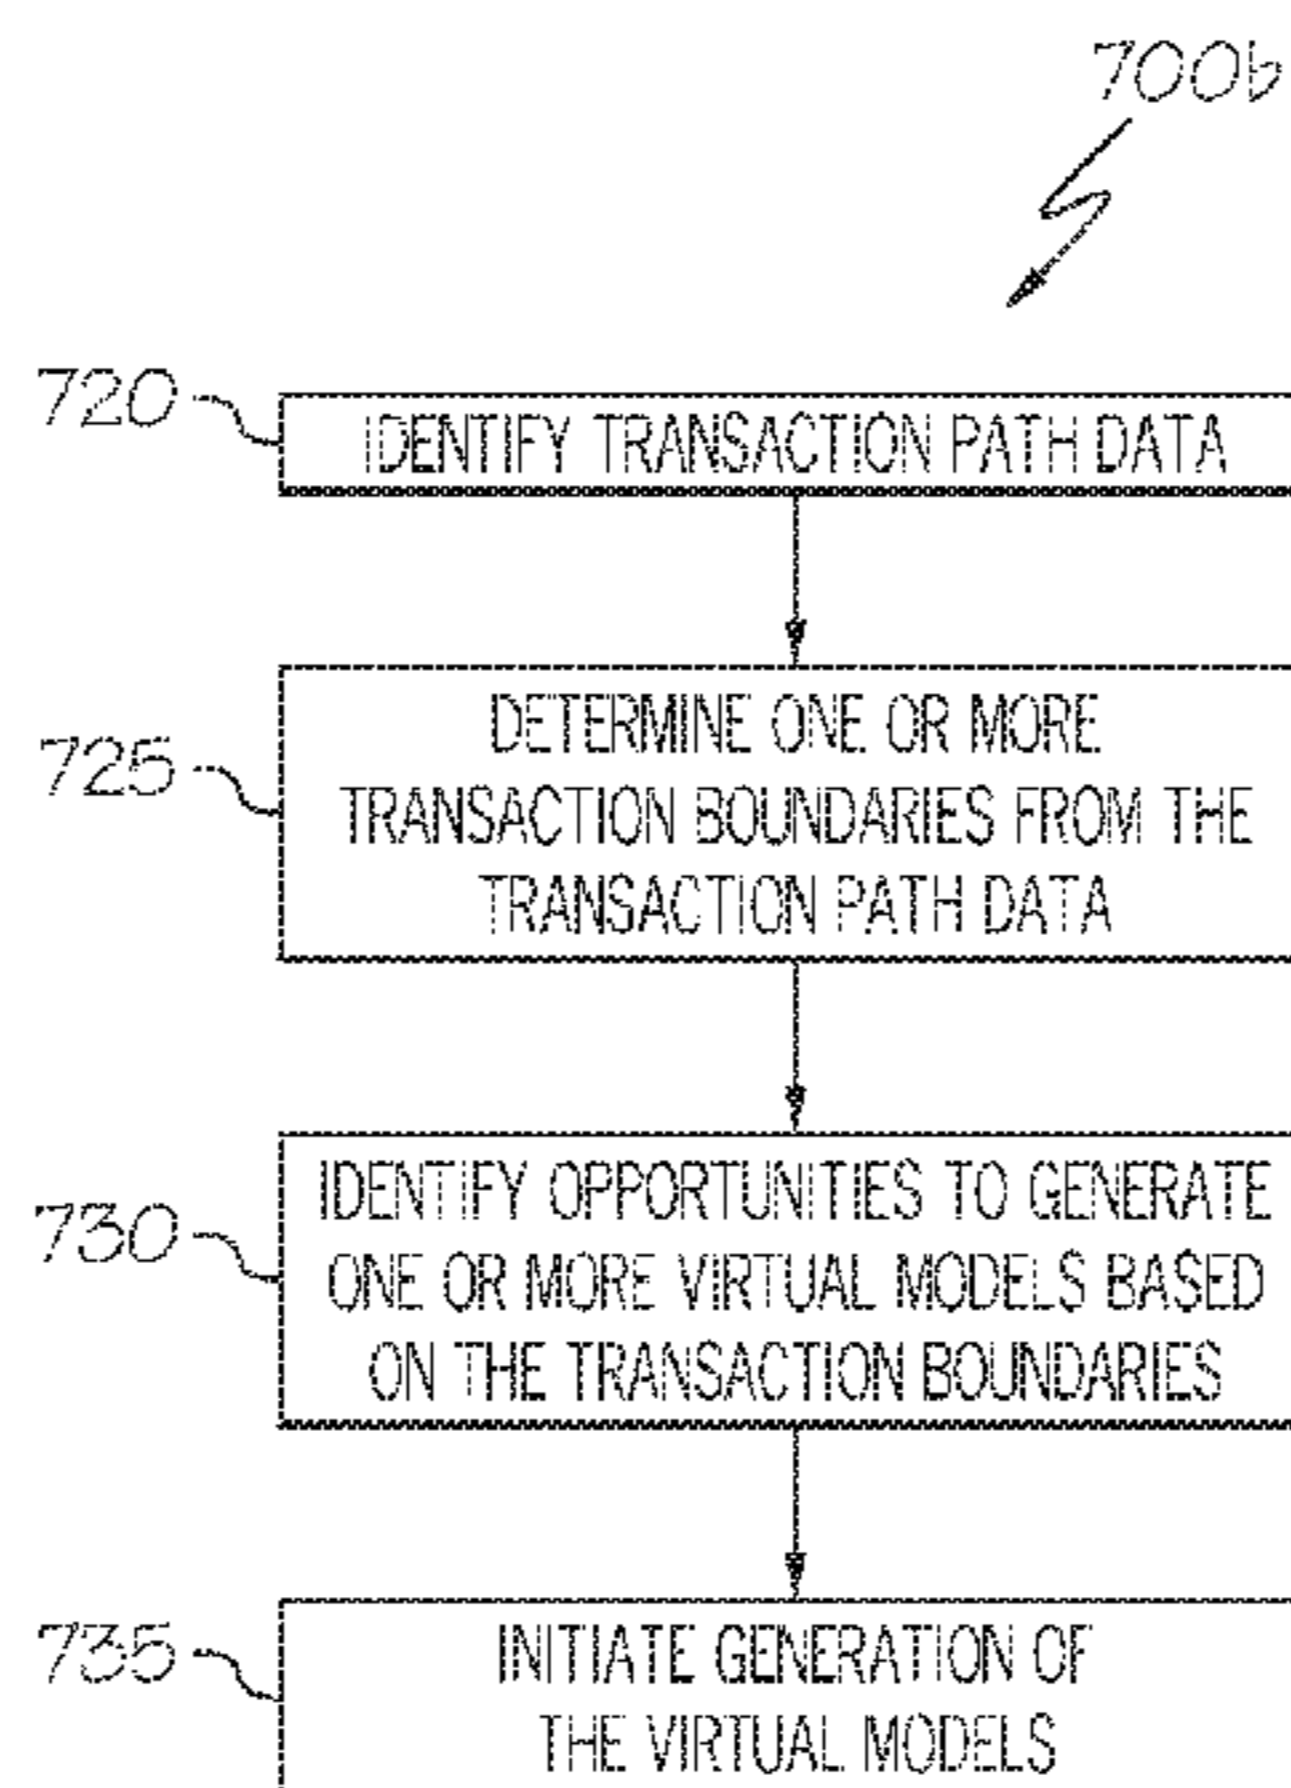 700b
720
IDENTIFY TRANSACTION PATH DATA
725
DETERMINE ONE OR MORE
TRANSACTION BOUNDARIES FROM THE
TRANSACTION PATH DATA
730
IDENTIFY OPPORTUNITIES TO GENERATE
ONE OR MORE VIRTUAL MODELS BASED
ON THE TRANSACTION BOUNDARIES
735
INITIATE GENERATION OF
THE VIRTUAL MODELS